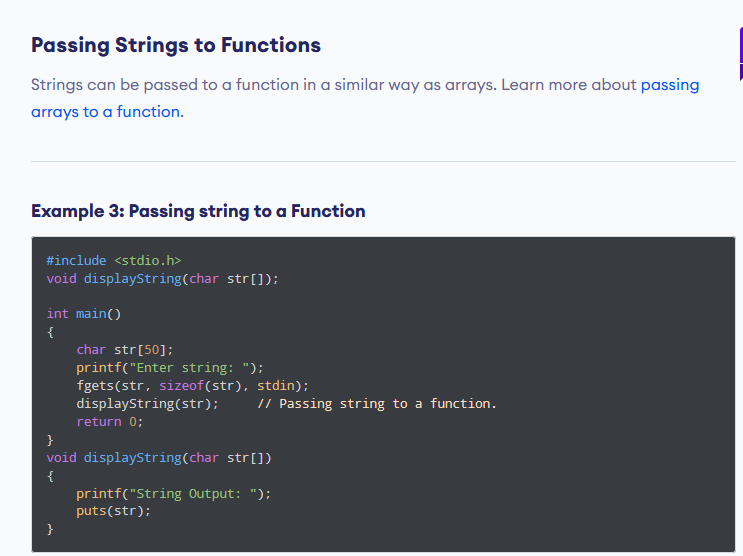 Passing Strings to Functions
Strings can be passed to a function in a similar way as arrays. Learn more about passing
arrays to a function.
Example 3: Passing string to a Function
#include <stdio.h>
void displayString(char str[]);
int main()
{
    char str[50];
    printf("Enter string: ");
    fgets(str, sizeof(str), stdin);
    displayString(str);     // Passing string to a function.
    return 0;
}
void displayString(char str[])
{
    printf("String Output: ");
    puts(str);
}